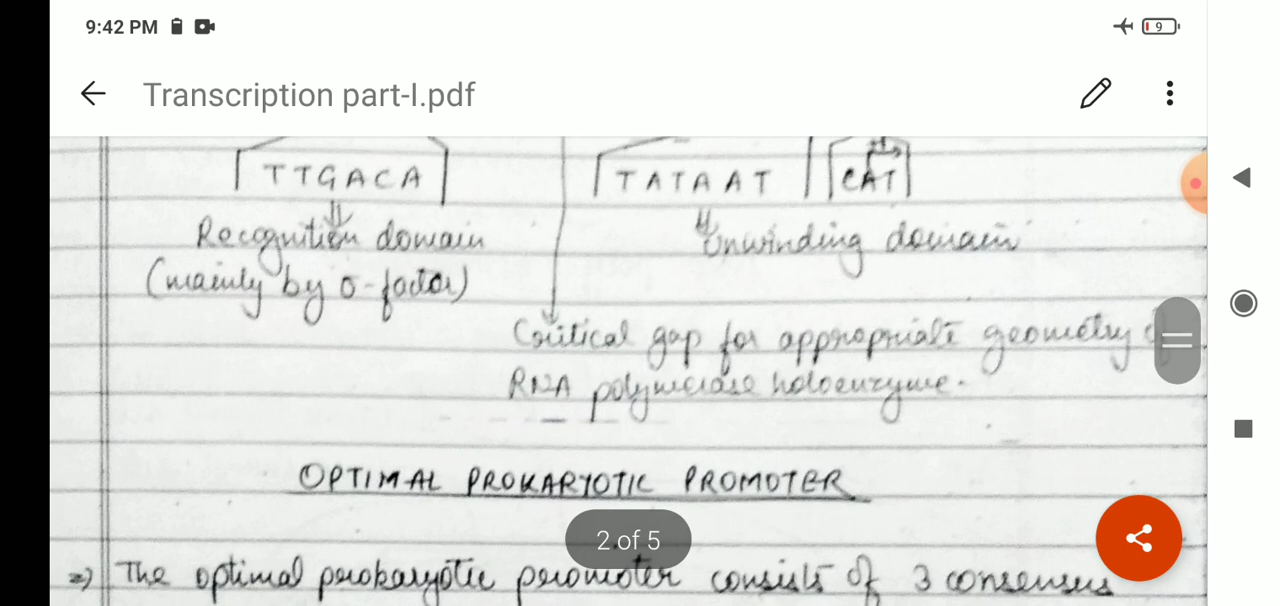 9:42 PM
9
Transcription part-I.pdf
TTGACA TATAAT CAT
Recognition domain Unwinding domain
(mainly by σ-factor)
Critical gap for appropriate geometry
RNA polymerase holoenzyme.
OPTIMAL PROKARYOTIC PROMOTER
2 of 5
=) The optimal prokaryotic promoter consists of 3 consensus